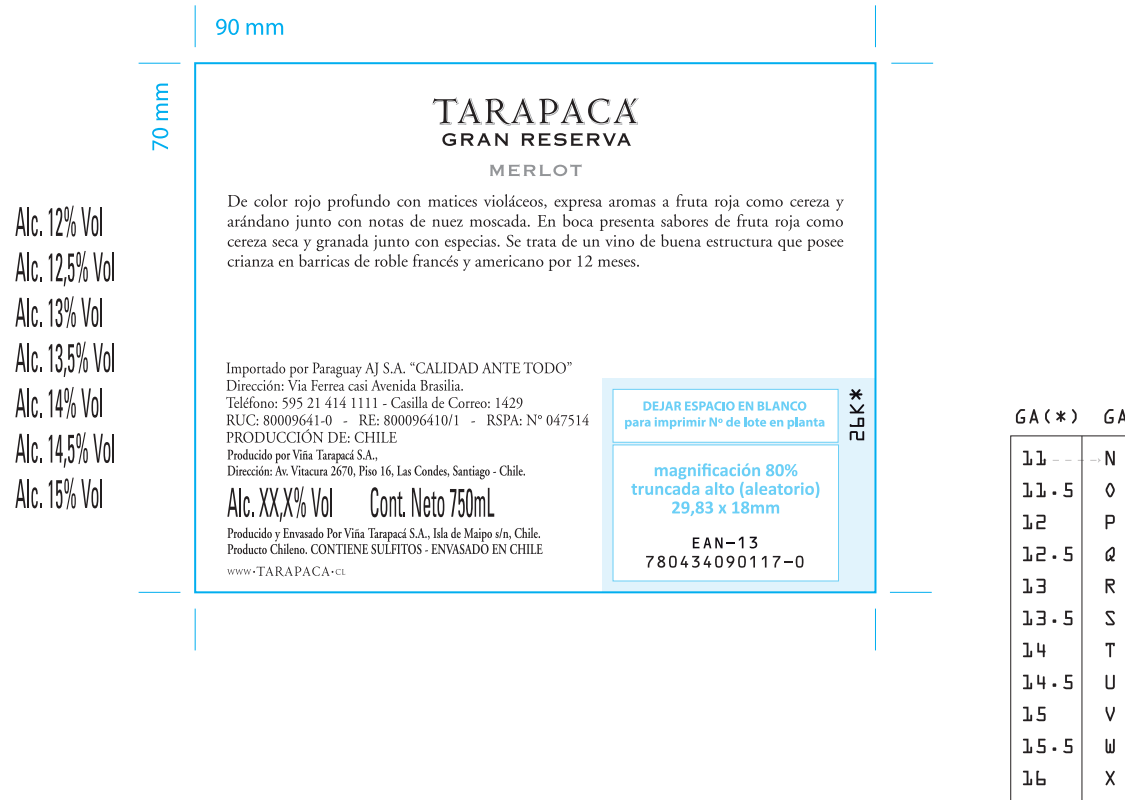 90 mm
70 mm
TARAPACÁ
GRAN RESERVA
MERLOT
De color rojo profundo con matices violáceos, expresa aromas a fruta roja como cereza y
arándano junto con notas de nuez moscada. En boca presenta sabores de fruta roja como
cereza seca y granada junto con especias. Se trata de un vino de buena estructura que posee
crianza en barricas de roble francés y americano por 12 meses.
Alc. 12% Vol
Alc. 12,5% Vol
Alc. 13% Vol
Alc. 13,5% Vol
Alc. 14% Vol
Alc. 14,5% Vol
Alc. 15% Vol
Importado por Paraguay AJ S.A. “CALIDAD ANTE TODO”
Dirección: Via Ferrea casi Avenida Brasilia.
Teléfono: 595 21 414 1111 - Casilla de Correo: 1429
RUC: 80009641-0 - RE: 800096410/1 - RSPA: N° 047514
PRODUCCIÓN DE: CHILE
Producido por Viña Tarapacá S.A.,
Dirección: Av. Vitacura 2670, Piso 16, Las Condes, Santiago - Chile.
Alc. XX,X% Vol Cont. Neto 750mL
Producido y Envasado Por Viña Tarapacá S.A., Isla de Maipo s/n, Chile.
Producto Chileno. CONTIENE SULFITOS - ENVASADO EN CHILE
WWW•TARAPACA•CL
DEJAR ESPACIO EN BLANCO
para imprimir Nº de lote en planta
26K*
magnificación 80%
truncada alto (aleatorio)
29,83 x 18mm
EAN-13
780434090117-0
GA(*) GA
11 N
11.5 O
12 P
12.5 Q
13 R
13.5 S
14 T
14.5 U
15 V
15.5 W
16 X